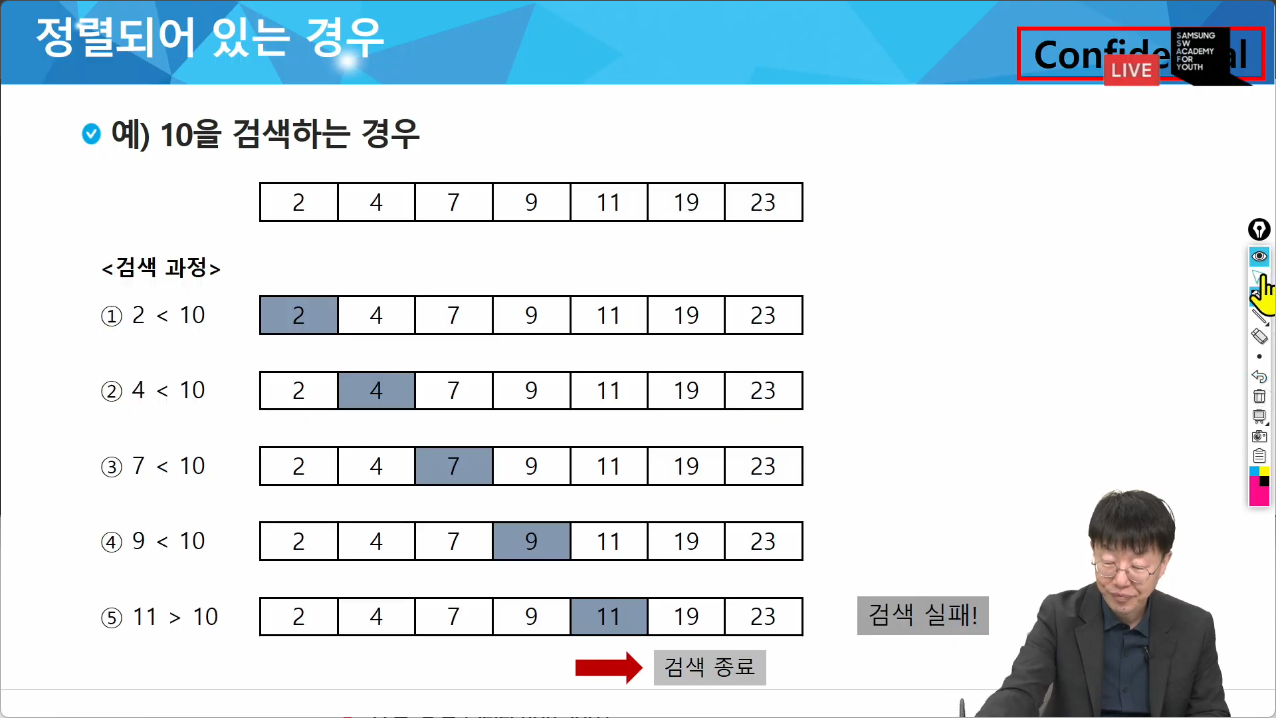 정렬되어 있는 경우
Confide al
SAMSUNG
SW
ACADEMY
FOR
YOUTH
LIVE
예) 10을 검색하는 경우
2 4 7 9 11 19 23
<검색 과정>
① 2 < 10 2 4 7 9 11 19 23
② 4 < 10 2 4 7 9 11 19 23
③ 7 < 10 2 4 7 9 11 19 23
④ 9 < 10 2 4 7 9 11 19 23
⑤ 11 > 10 2 4 7 9 11 19 23
검색 실패!
검색 종료